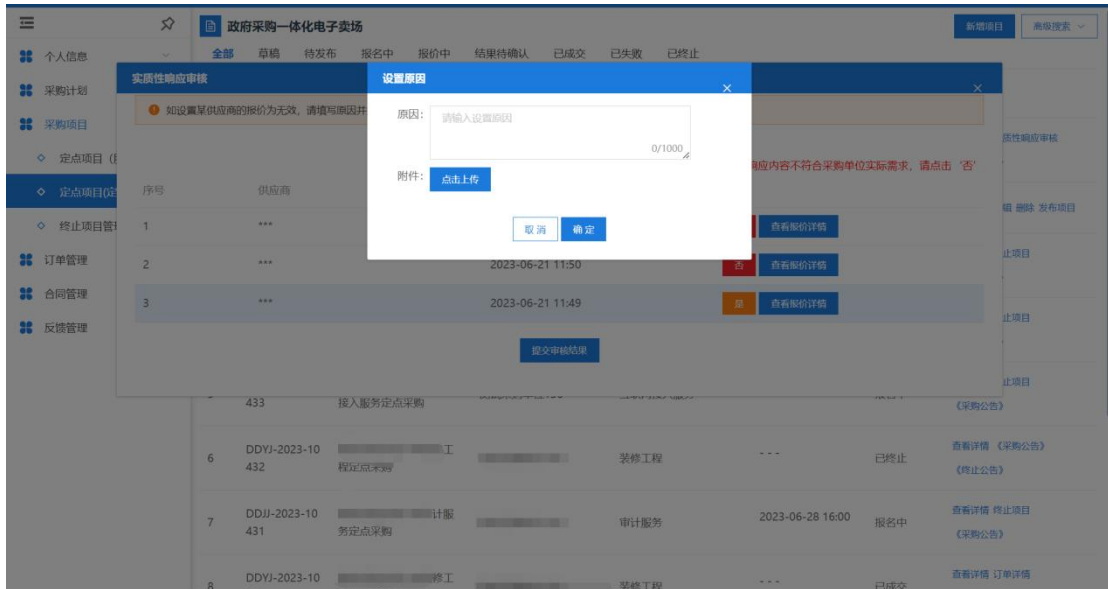 政府采购一体化电子卖场
新增项目 高级搜索
全部 草稿 待发布 报名中 报价中 结果待确认 已成交 已失败 已终止
个人信息
采购计划
采购项目
定点项目
定点项目(定
终止项目管
订单管理
合同管理
反馈管理
实质性响应审核
如设置某供应商的报价为无效，请填写原因并
响应内容不符合采购单位实际需求，请点击‘否’
设置原因
原因：
请输入设置原因
0/1000
附件：
点击上传
取消 确定
序号 供应商
1 *** 查看报价详情
2 *** 2023-06-21 11:50 否 查看报价详情
3 *** 2023-06-21 11:49 是 查看报价详情
提交审核结果
质性响应审核
辑 删除 发布项目
止项目
止项目
止项目
433 接入服务定点采购 《采购公告》
6 DDYJ-2023-10 工 查看详情 《采购公告》
432 程定点采购 装修工程 - - - 已终止 《终止公告》
7 DDJJ-2023-10 计服 查看详情 终止项目
431 务定点采购 审计服务 2023-06-28 16:00 报名中 《采购公告》
8 DDYJ-2023-10 修工 装修工程 - - - 已成交 查看详情 订单详情